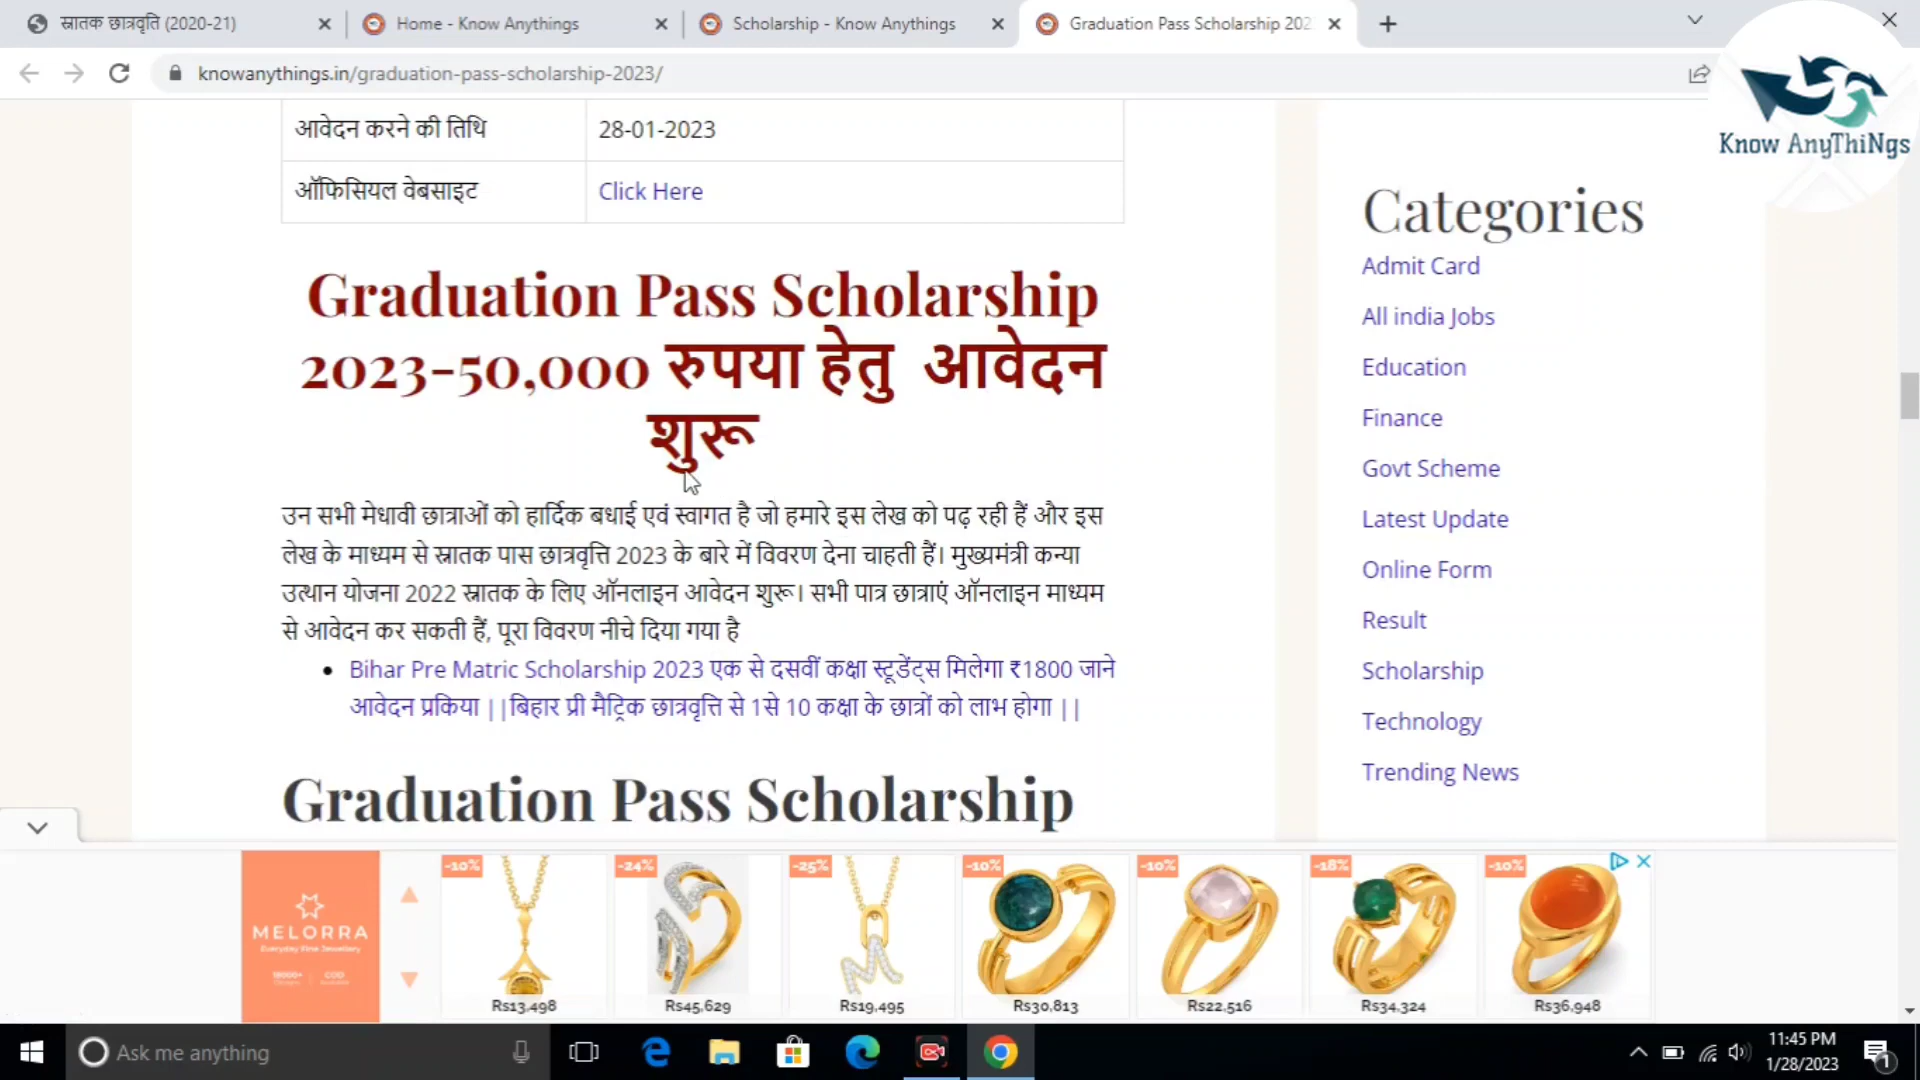 स्नातक छात्रवृति (2020-21)
Home - Know Anythings
Scholarship - Know Anythings
Graduation Pass Scholarship 202
knowanythings.in/graduation-pass-scholarship-2023/
Know AnyThiNgs
आवेदन करने की तिथि 28-01-2023
ऑफिसियल वेबसाइट Click Here
Graduation Pass Scholarship
2023-50,000 रुपया हेतु आवेदन
शुरू
उन सभी मेधावी छात्राओं को हार्दिक बधाई एवं स्वागत है जो हमारे इस लेख को पढ़ रही हैं और इस
लेख के माध्यम से स्नातक पास छात्रवृत्ति 2023 के बारे में विवरण देना चाहती हैं। मुख्यमंत्री कन्या
उत्थान योजना 2022 स्नातक के लिए ऑनलाइन आवेदन शुरू। सभी पात्र छात्राएं ऑनलाइन माध्यम
से आवेदन कर सकती हैं, पूरा विवरण नीचे दिया गया है
Bihar Pre Matric Scholarship 2023 एक से दसवीं कक्षा स्टूडेंट्स मिलेगा ₹1800 जाने
आवेदन प्रकिया ||बिहार प्री मैट्रिक छात्रवृत्ति से 1से 10 कक्षा के छात्रों को लाभ होगा ||
Graduation Pass Scholarship
Categories
Admit Card
All india Jobs
Education
Finance
Govt Scheme
Latest Update
Online Form
Result
Scholarship
Technology
Trending News
MELORRA
Everyday Fine Jewellery
-10%
-24%
-25%
-10%
-10%
-18%
-10%
Rs13,498
Rs45,629
Rs19,495
Rs30,813
Rs22,516
Rs34,324
Rs36,948
Ask me anything
11:45 PM
1/28/2023
1